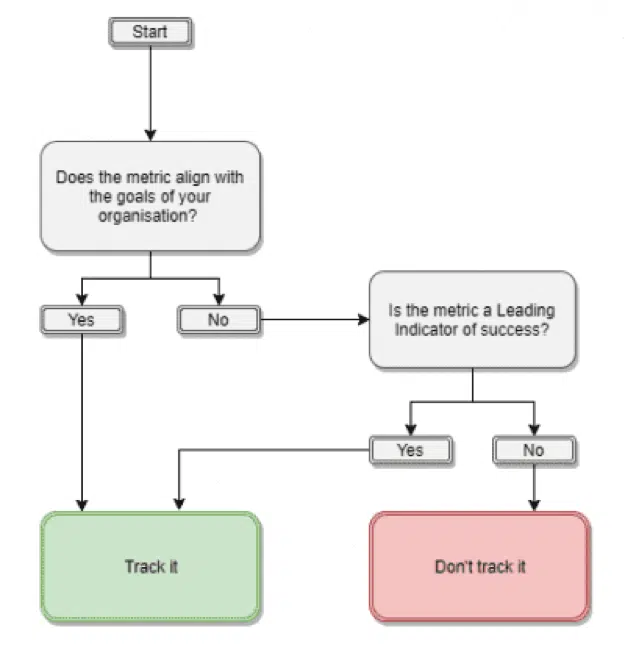 Start
Does the metric align with
the goals of your
organisation?
Yes
No
Is the metric a Leading
Indicator of success?
Yes
No
Track it
Don't track it